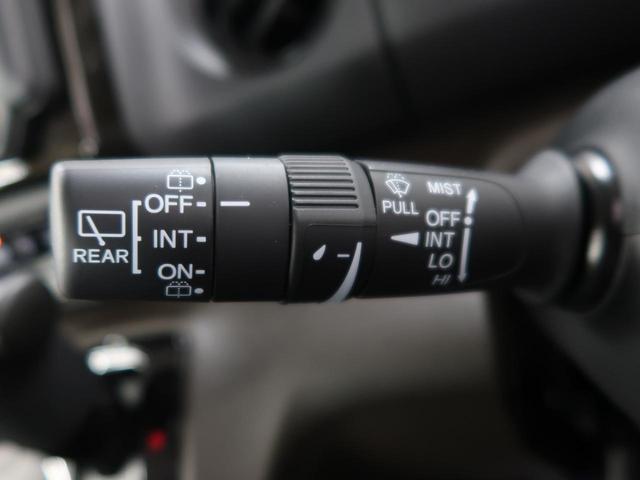 REAR
OFF
INT
ON
PULL
MIST
OFF
INT
LO
HI